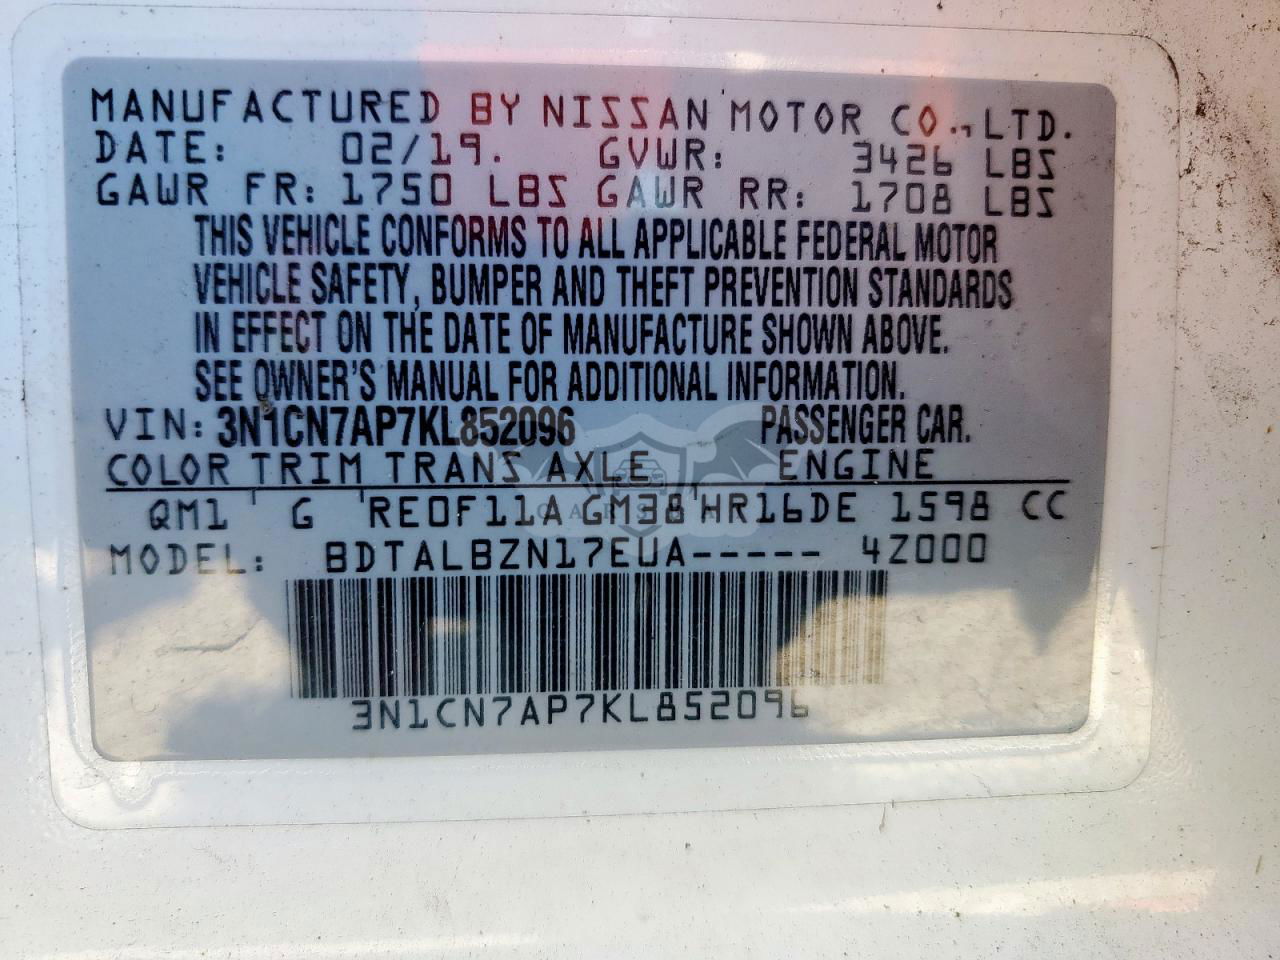 MANUFACTURED BY NISSAN MOTOR CO., LTD.
DATE: 02/19. GVWR: 3426 LBS
GAWR FR: 1750 LBS GAWR RR: 1708 LBS
THIS VEHICLE CONFORMS TO ALL APPLICABLE FEDERAL MOTOR
VEHICLE SAFETY, BUMPER AND THEFT PREVENTION STANDARDS
IN EFFECT ON THE DATE OF MANUFACTURE SHOWN ABOVE.
SEE OWNER'S MANUAL FOR ADDITIONAL INFORMATION.
VIN: 3N1CN7AP7KL852096 PASSENGER CAR.
COLOR TRIM TRANS AXLE ENGINE
QM1 G RE0F11A GM38 HR16DE 1598 CC
MODEL: BDTALBZN17EUA----- 4Z000
3N1CN7AP7KL852096